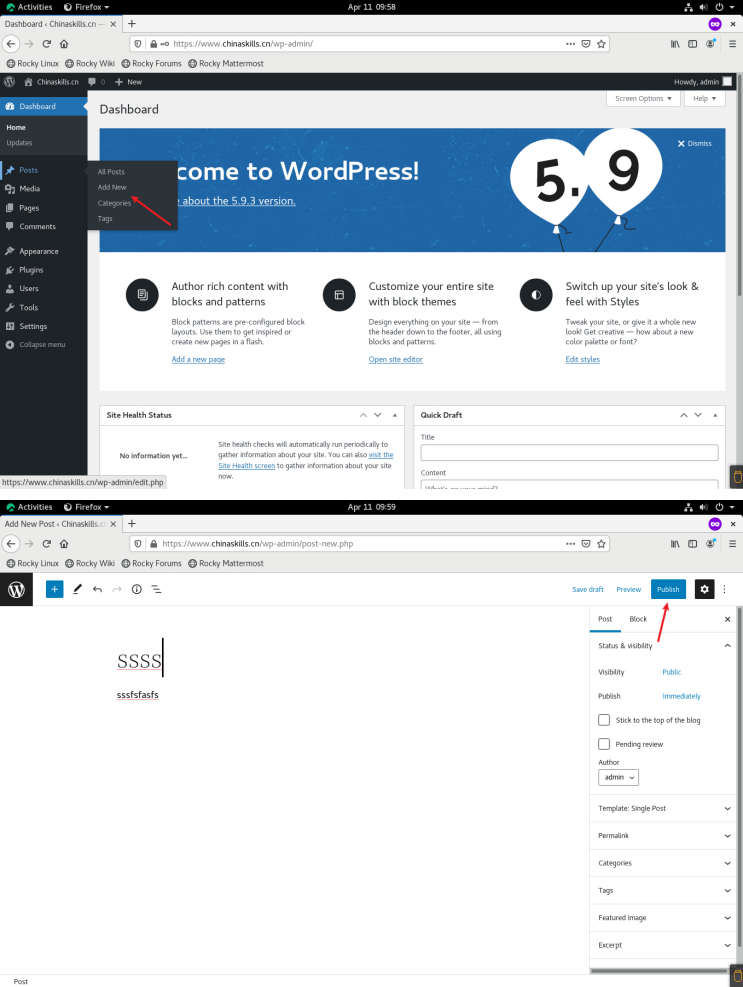 Activities Firefox Apr 11 09:58
Dashboard ‹ Chinaskills.cn —
https://www.chinaskills.cn/wp-admin/
Rocky Linux Rocky Wiki Rocky Forums Rocky Mattermost
Chinaskills.cn 0 New Howdy, admin
Dashboard
Home
Updates
Posts
Media
Pages
Comments
Appearance
Plugins
Users
Tools
Settings
Collapse menu
All Posts
Add New
Categories
Tags
Screen Options Help
Dashboard
Dismiss
come to WordPress!
about the 5.9.3 version.
5.9
Author rich content with
blocks and patterns
Block patterns are pre-configured block
layouts. Use them to get inspired or
create new pages in a flash.
Add a new page
Customize your entire site
with block themes
Design everything on your site — from
the header down to the footer, all using
blocks and patterns.
Open site editor
Switch up your site's look &
feel with Styles
Tweak your site, or give it a whole new
look! Get creative — how about a new
color palette or font?
Edit styles
Site Health Status
No information yet...
Site health checks will automatically run periodically to
gather information about your site. You can also visit the
Site Health screen to gather information about your site
now.
Quick Draft
Title
Content
What's on your mind?
https://www.chinaskills.cn/wp-admin/edit.php
Activities Firefox Apr 11 09:59
Add New Post ‹ Chinaskills.c
https://www.chinaskills.cn/wp-admin/post-new.php
Rocky Linux Rocky Wiki Rocky Forums Rocky Mattermost
Save draft Preview Publish
ssss
sssfsfasfs
Post Block
Status & visibility
Visibility Public
Publish Immediately
Stick to the top of the blog
Pending review
Author
admin
Template: Single Post
Permalink
Categories
Tags
Featured image
Excerpt
Post